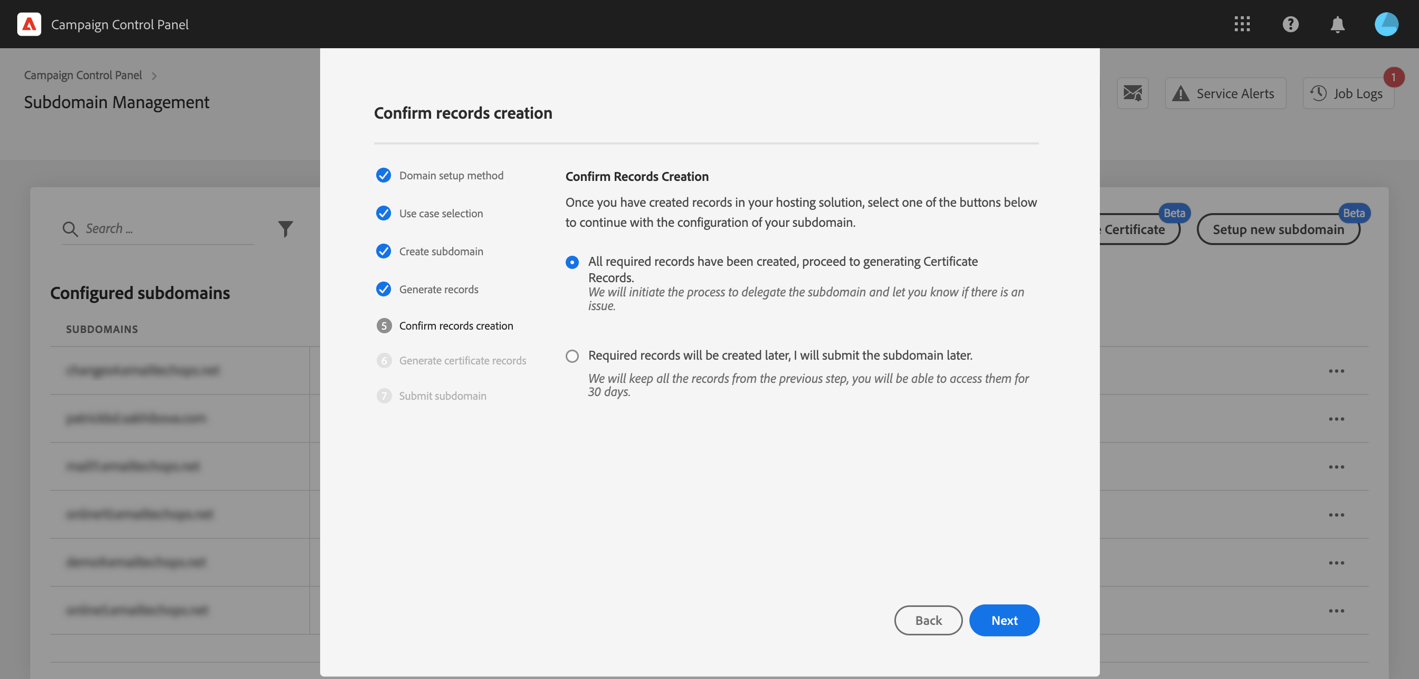 Campaign Control Panel
Campaign Control Panel
Subdomain Management
1
Service Alerts
Job Logs
Search ...
Configured subdomains
SUBDOMAINS
Beta
Certificate
Beta
Setup new subdomain
Confirm records creation
Domain setup method
Use case selection
Create subdomain
Generate records
5 Confirm records creation
6 Generate certificate records
7 Submit subdomain
Confirm Records Creation
Once you have created records in your hosting solution, select one of the buttons below
to continue with the configuration of your subdomain.
All required records have been created, proceed to generating Certificate
Records.
We will initiate the process to delegate the subdomain and let you know if there is an
issue.
Required records will be created later, I will submit the subdomain later.
We will keep all the records from the previous step, you will be able to access them for
30 days.
Back
Next